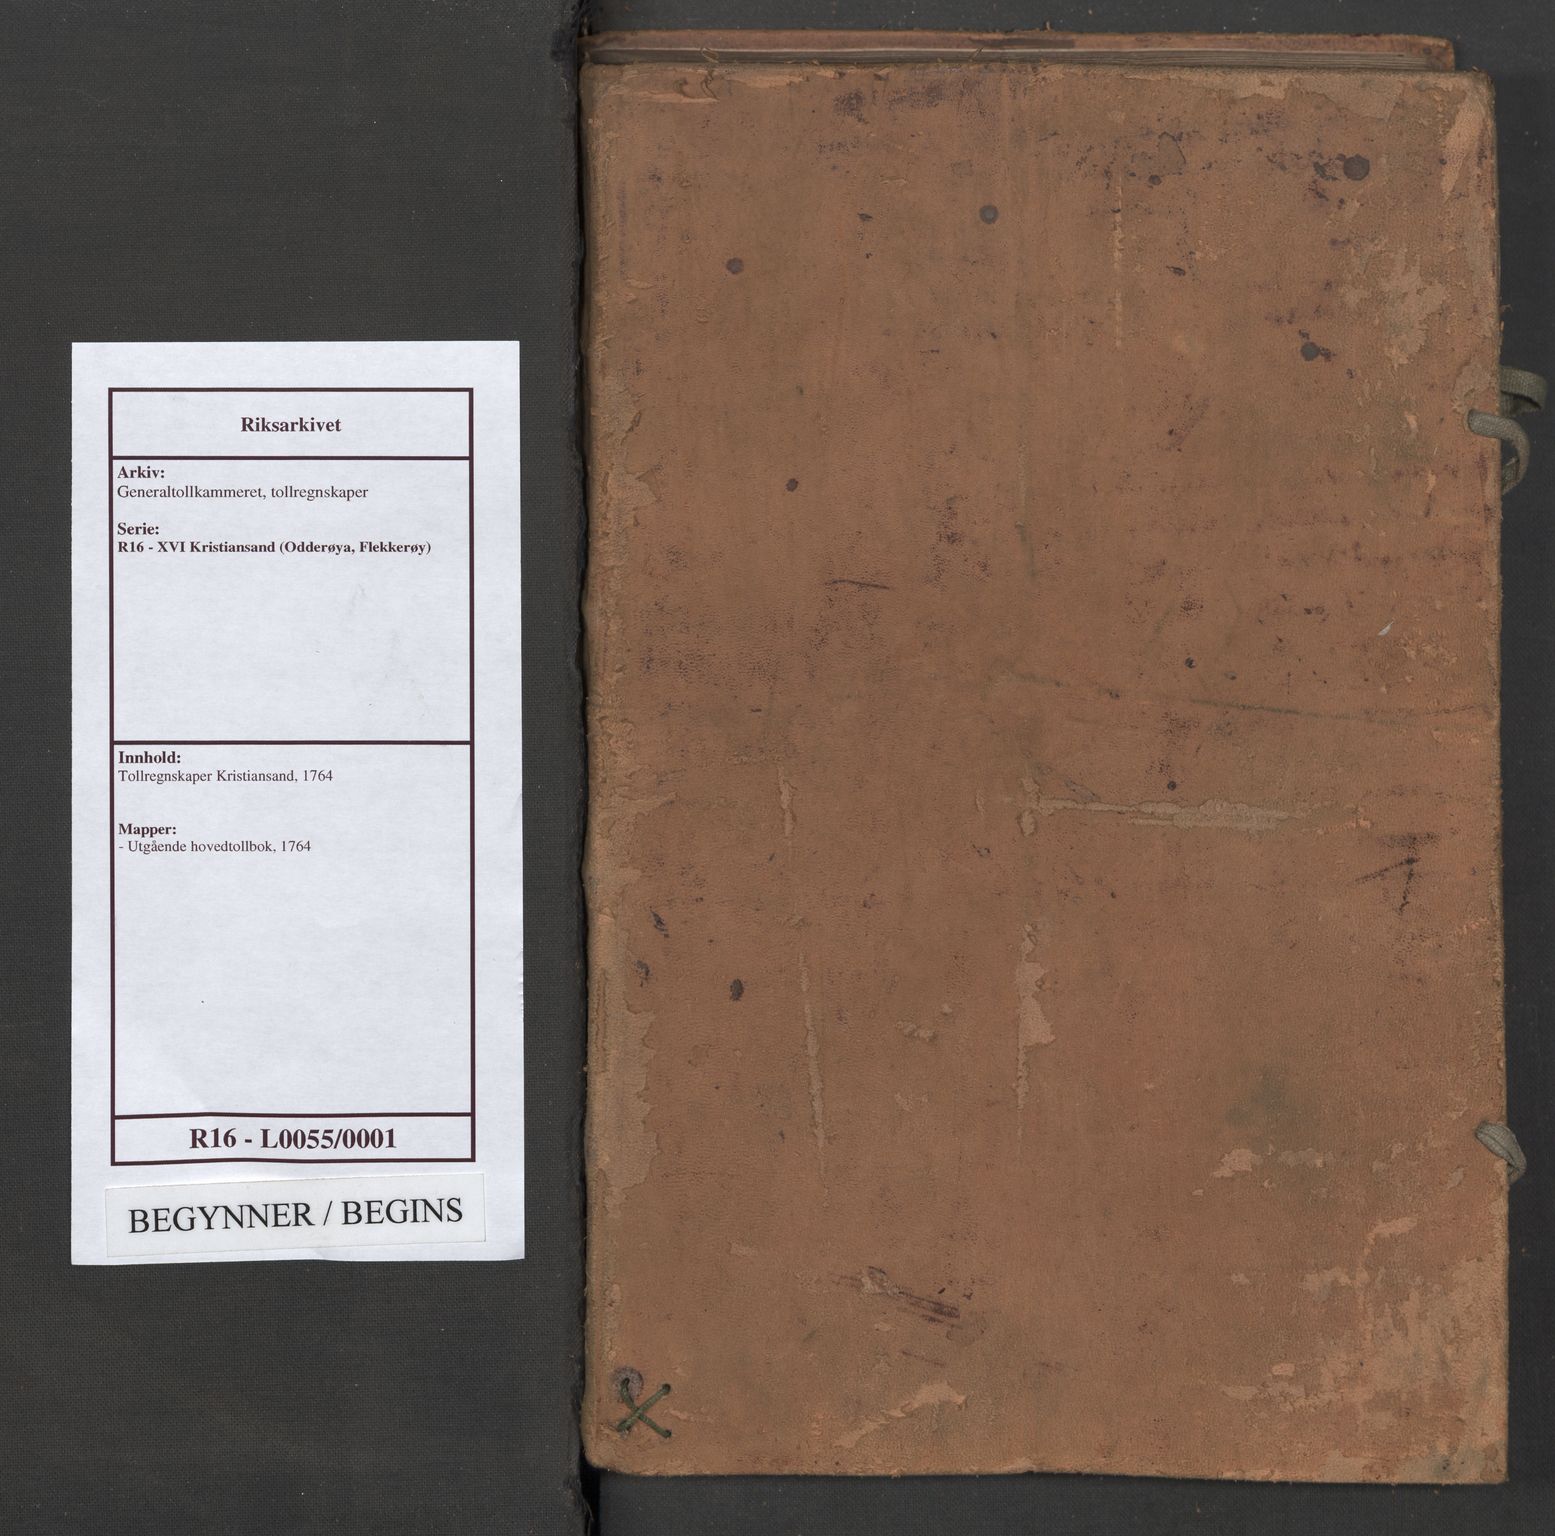 Riksarkivet
Arkiv:
Generaltollkammeret, tollregnskaper
Serie:
R16 - XVI Kristiansand (Odderøya, Flekkerøy)
Innhold:
Tollregnskaper Kristiansand, 1764
Mapper:
- Utgående hovedtollbok, 1764
R16 - L0055/0001
BEGYNNER / BEGINS